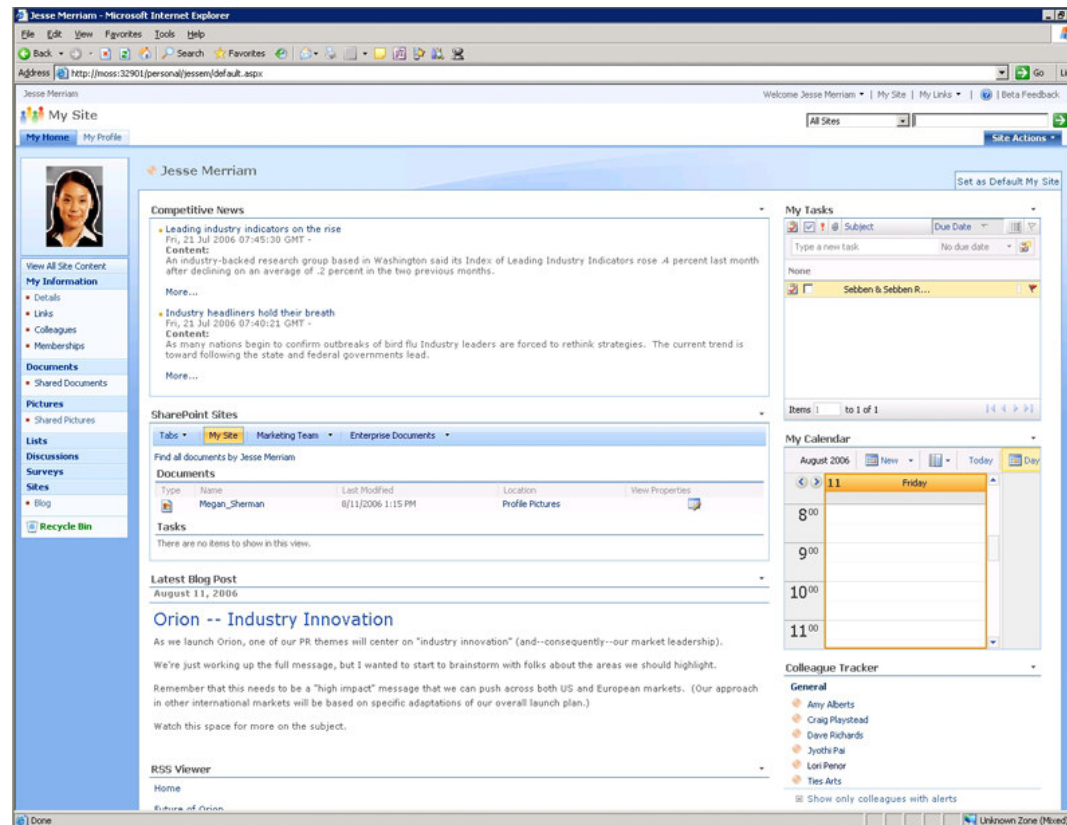 Jesse Merriam - Microsoft Internet Explorer
File Edit View Favorites Tools Help
Back Search Favorites
Address http://moss:32901/personal/jessem/default.aspx Go Li
Jesse Merriam Welcome Jesse Merriam | My Site | My Links | Beta Feedback
My Site All Sites
My Home My Profile Site Actions
Jesse Merriam
Set as Default My Site
View All Site Content
My Information
Details
Links
Colleagues
Memberships
Documents
Shared Documents
Pictures
Shared Pictures
Lists
Discussions
Surveys
Sites
Blog
Recycle Bin
Competitive News
Leading industry indicators on the rise
Fri, 21 Jul 2006 07:45:30 GMT -
Content:
An industry-backed research group based in Washington said its Index of Leading Industry Indicators rose .4 percent last month
after declining on an average of .2 percent in the two previous months.
More...
Industry headliners hold their breath
Fri, 21 Jul 2006 07:40:21 GMT -
Content:
As many nations begin to confirm outbreaks of bird flu Industry leaders are forced to rethink strategies. The current trend is
toward following the state and federal governments lead.
More...
SharePoint Sites
Tabs My Site Marketing Team Enterprise Documents
Find all documents by Jesse Merriam
Documents
Type Name Last Modified Location View Properties
Megan_Sherman 8/11/2006 1:15 PM Profile Pictures
Tasks
There are no items to show in this view.
Latest Blog Post
August 11, 2006
Orion -- Industry Innovation
As we launch Orion, one of our PR themes will center on "industry innovation" (and--consequently--our market leadership).
We're just working up the full message, but I wanted to start to brainstorm with folks about the areas we should highlight.
Remember that this needs to be a "high impact" message that we can push across both US and European markets. (Our approach
in other international markets will be based on specific adaptations of our overall launch plan.)
Watch this space for more on the subject.
RSS Viewer
Home
Future of Orion
My Tasks
Subject Due Date
Type a new task No due date
None
Sebben & Sebben R...
Items 1 to 1 of 1
My Calendar
August 2006 New Today Day
11 Friday
8 00
9 00
10 00
11 00
Colleague Tracker
General
Amy Alberts
Craig Playstead
Dave Richards
Jyothi Pai
Lori Penor
Ties Arts
Show only colleagues with alerts
Done Unknown Zone (Mixed)